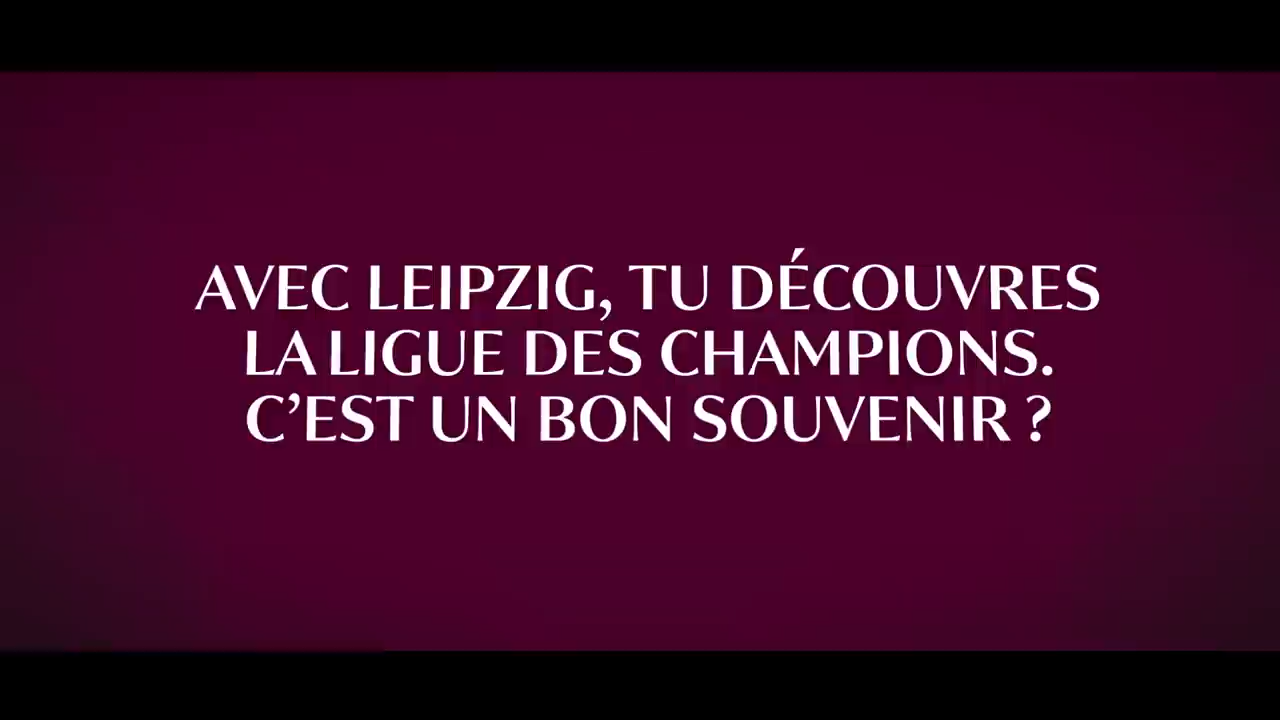 AVEC LEIPZIG, TU DÉCOUVRES
LA LIGUE DES CHAMPIONS.
C’EST UN BON SOUVENIR ?